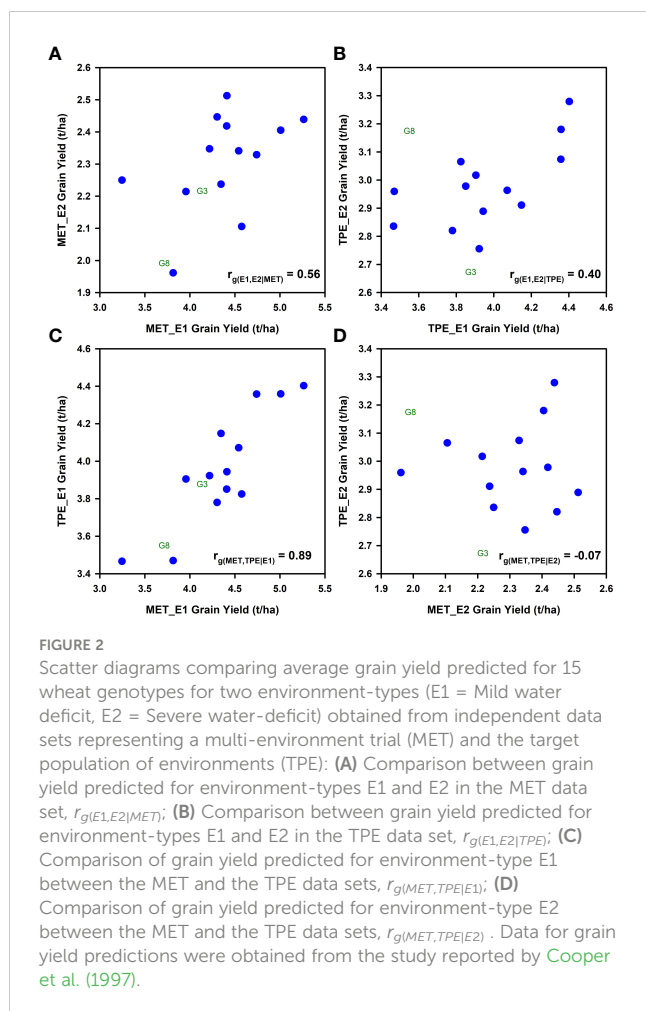 A
B
2.6
2.5
2.4
2.3
2.2
2.1
2.0
1.9
MET_E2 Grain Yield (t/ha)
G3
G8
rg(E1,E2|MET) = 0.56
3.0 3.5 4.0 4.5 5.0 5.5
MET_E1 Grain Yield (t/ha)
3.4
3.3
3.2
3.1
3.0
2.9
2.8
2.7
2.6
TPE_E2 Grain Yield (t/ha)
G8
G3
rg(E1,E2|TPE) = 0.40
3.4 3.6 3.8 4.0 4.2 4.4 4.6
TPE_E1 Grain Yield (t/ha)
C
D
4.6
4.4
4.2
4.0
3.8
3.6
3.4
TPE_E1 Grain Yield (t/ha)
G3
G8
rg(MET,TPE|E1) = 0.89
3.0 3.5 4.0 4.5 5.0 5.5
MET_E1 Grain Yield (t/ha)
3.4
3.3
3.2
3.1
3.0
2.9
2.8
2.7
2.6
TPE_E2 Grain Yield (t/ha)
G8
G3
rg(MET,TPE|E2) = -0.07
1.9 2.0 2.1 2.2 2.3 2.4 2.5 2.6
MET_E2 Grain Yield (t/ha)
FIGURE 2
Scatter diagrams comparing average grain yield predicted for 15
wheat genotypes for two environment-types (E1 = Mild water
deficit, E2 = Severe water-deficit) obtained from independent data
sets representing a multi-environment trial (MET) and the target
population of environments (TPE): (A) Comparison between grain
yield predicted for environment-types E1 and E2 in the MET data
set, rg(E1,E2|MET); (B) Comparison between grain yield predicted for
environment-types E1 and E2 in the TPE data set, rg(E1,E2|TPE); (C)
Comparison of grain yield predicted for environment-type E1
between the MET and the TPE data sets, rg(MET,TPE|E1); (D)
Comparison of grain yield predicted for environment-type E2
between the MET and the TPE data sets, rg(MET,TPE|E2) . Data for grain
yield predictions were obtained from the study reported by Cooper
et al. (1997).